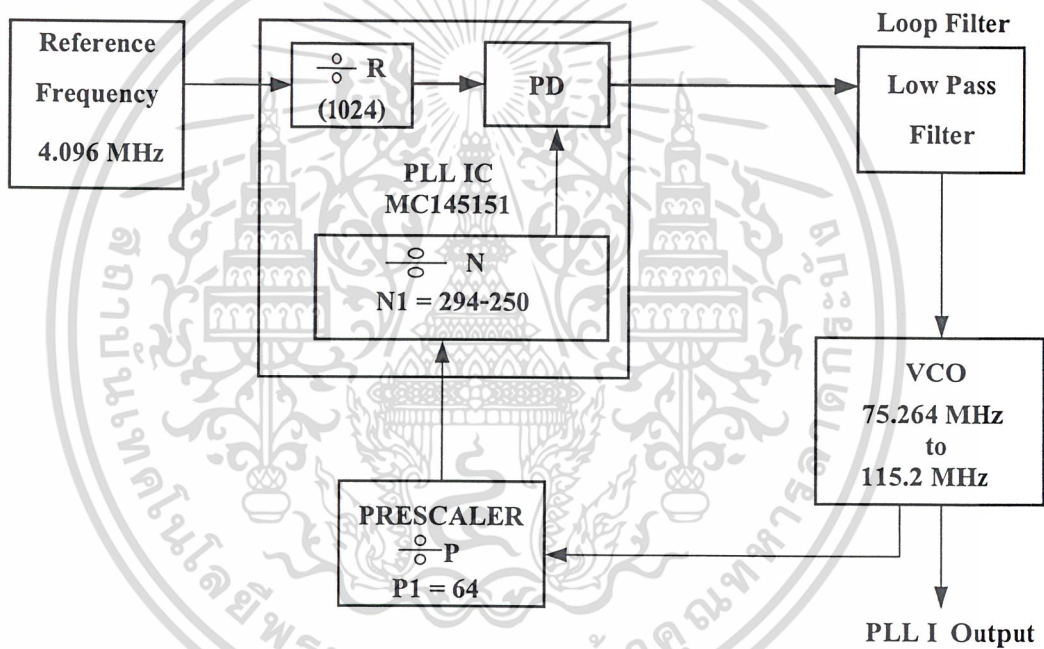 Reference
Frequency
4.096 MHz
÷ R
(1024)
PD
PLL IC
MC145151
÷ N
N1 = 294-250
Loop Filter
Low Pass
Filter
VCO
75.264 MHz
to
115.2 MHz
PRESCALER
÷ P
P1 = 64
PLL I Output